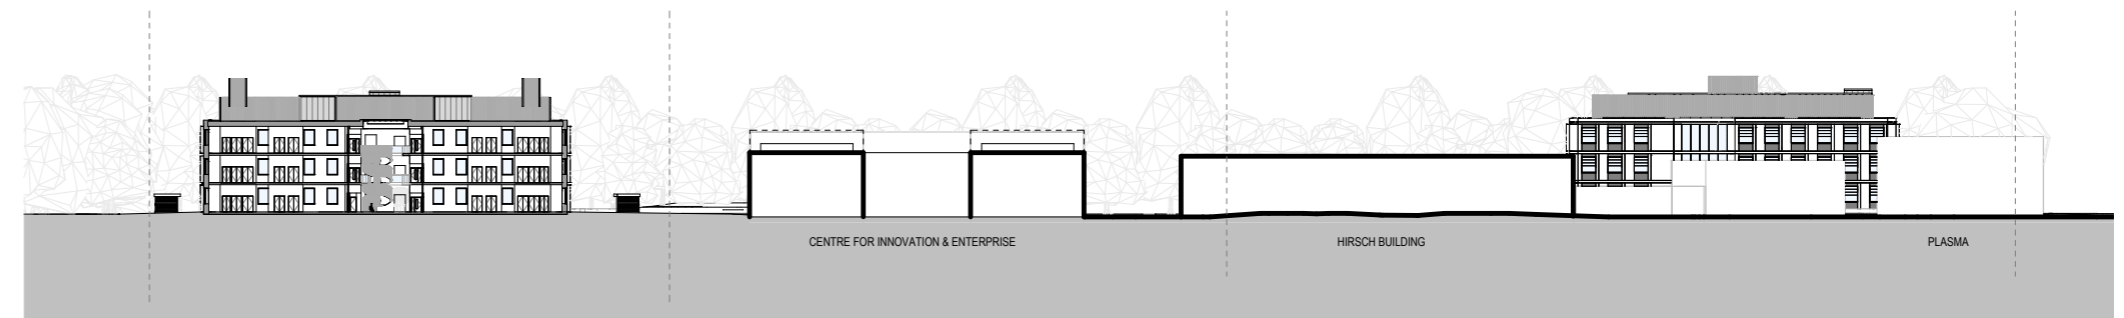 CENTRE FOR INNOVATION & ENTERPRISE
HIRSCH BUILDING
PLASMA